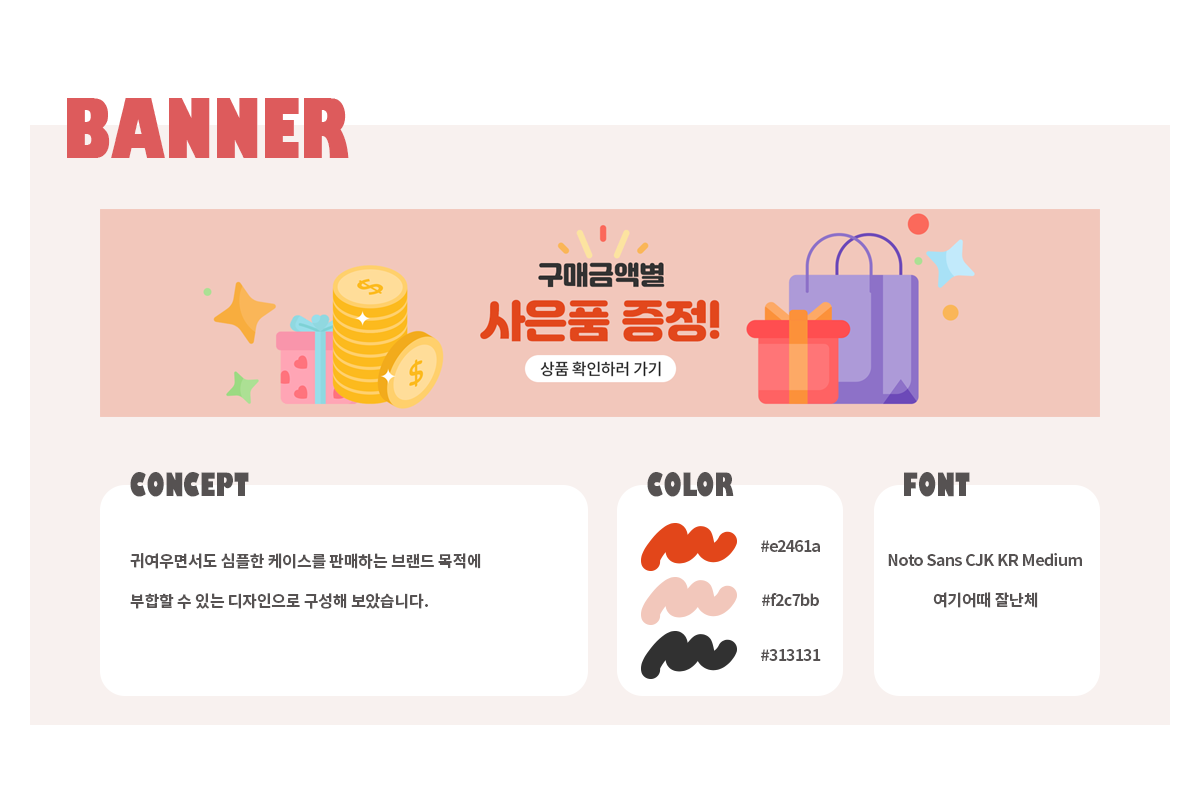 BANNER
구매금액별
사은품 증정!
상품 확인하러 가기
CONCEPT
귀여우면서도 심플한 케이스를 판매하는 브랜드 목적에
부합할 수 있는 디자인으로 구성해 보았습니다.
COLOR
#e2461a
#f2c7bb
#313131
FONT
Noto Sans CJK KR Medium
여기어때 잘난체